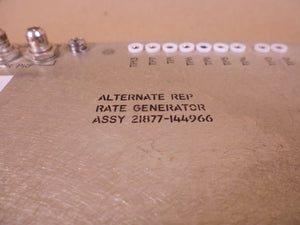 ALTERNATE REP
RATE GENERATOR
ASSY 21877-144966